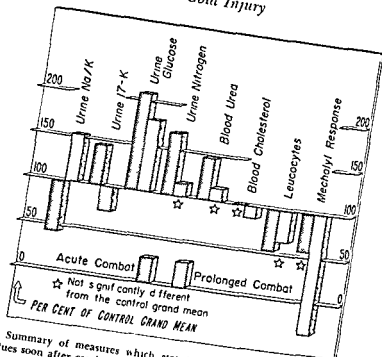 Cold Injury
Urine Na/K
Urine 17-K
Urine
Glucose
Urine Nitrogen
Blood Urea
Blood Cholesterol
Leucocytes
Mecholyl Response
200
150
100
50
0
200
150
100
50
0
Acute Combat
Prolonged Combat
☆ Not significantly different
from the control grand mean
PER CENT OF CONTROL GRAND MEAN
Summary of measures which
soon after